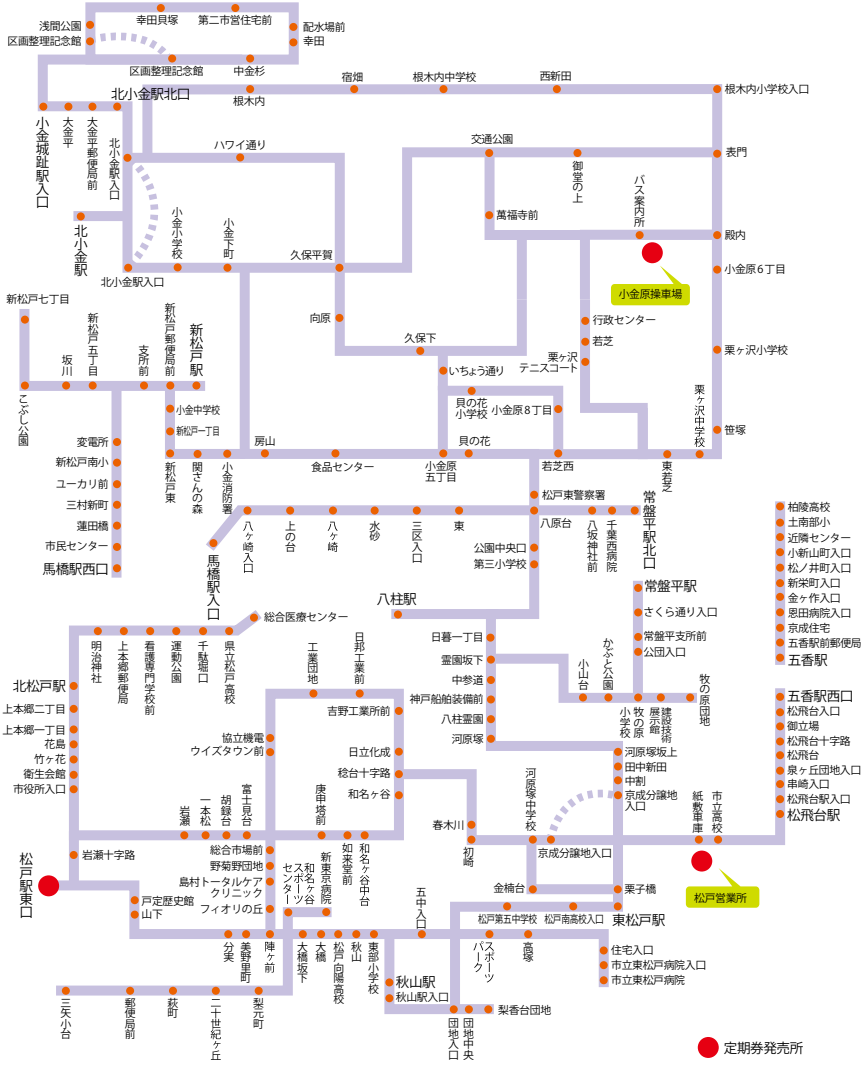 幸田貝塚
第二市営住宅前
浅間公園
区画整理記念館
配水場前
幸田
区画整理記念館
中金杉
北小金駅北口
根木内
宿畑
根木内中学校
西新田
根木内小学校入口
小金城趾駅入口
大金平
大金平郵便局前
北小金駅入口
ハワイ通り
交通公園
御堂の上
表門
バス案内所
萬福寺前
殿内
北小金駅
小金小学校
小金下町
久保平賀
北小金駅入口
小金原6丁目
小金原操車場
新松戸七丁目
新松戸五丁目
坂川
支所前
新松戸郵便局前
新松戸駅
向原
久保下
行政センター
若芝
栗ヶ沢
テニスコート
栗ヶ沢小学校
いちょう通り
貝の花
小学校
小金原8丁目
栗ヶ沢中学校
笹塚
こぶし公園
小金中学校
新松戸一丁目
変電所
新松戸南小
ユーカリ前
三村新町
蓮田橋
市民センター
馬橋駅西口
新松戸東
関さんの森
小金消防署
房山
食品センター
小金原
五丁目
貝の花
若芝西
東若芝
松戸東警察署
常盤平駅北口
馬橋駅入口
八ヶ崎入口
上の台
八ヶ崎
水砂
三区入口
東
八原台
八坂神社前
千葉西病院
公園中央口
第三小学校
柏陵高校
土南部小
近隣センター
小新山町入口
松ノ井町入口
新栄町入口
金ヶ作入口
恩田病院入口
京成住宅
五香駅前郵便局
五香駅
八柱駅
常盤平駅
さくら通り入口
常盤平支所前
公団入口
総合医療センター
明治神社
上本郷郵便局
看護専門学校前
運動公園
千駄堀口
県立松戸高校
日暮一丁目
霊園坂下
中参道
神戸船舶装備前
八柱霊園
河原塚
小山台
かぶと公園
牧の原
小学校
建設技術
展示館
牧の原団地
北松戸駅
上本郷二丁目
上本郷一丁目
花島
竹ヶ花
衛生会館
市役所入口
工業団地
日邦工業前
吉野工業所前
協立機電
ウイズタウン前
日立化成
稔台十字路
和名ヶ谷
五香駅西口
松飛台入口
御立場
松飛台十字路
松飛台
泉ヶ丘団地入口
串崎入口
松飛台駅入口
松飛台駅
河原塚坂上
田中新田
中割
京成分譲地
入口
岩瀬
一本松
胡録台
富士見台
庚申塔前
如来堂前
和名ヶ谷中台
春木川
初崎
河原塚中学校
京成分譲地入口
紙敷車庫
市立高校
松戸営業所
松戸駅東口
岩瀬十字路
戸定歴史館
山下
総合市場前
野菊野団地
島村トータルケア
クリニック
フィオリの丘
和名ヶ谷
スポーツ
センター
新東京病院
金楠台
栗子橋
松戸第五中学校
松戸南高校入口
東松戸駅
五中入口
分実
美野里町
陣ヶ前
大橋坂下
大橋
松戸向陽高校
秋山
東部小学校
スポーツ
パーク
高塚
住宅入口
市立東松戸病院入口
市立東松戸病院
秋山駅
秋山駅入口
三矢小台
郵便局前
萩町
二十世紀ヶ丘
梨元町
団地入口
団地中央
梨香台団地
定期券発売所